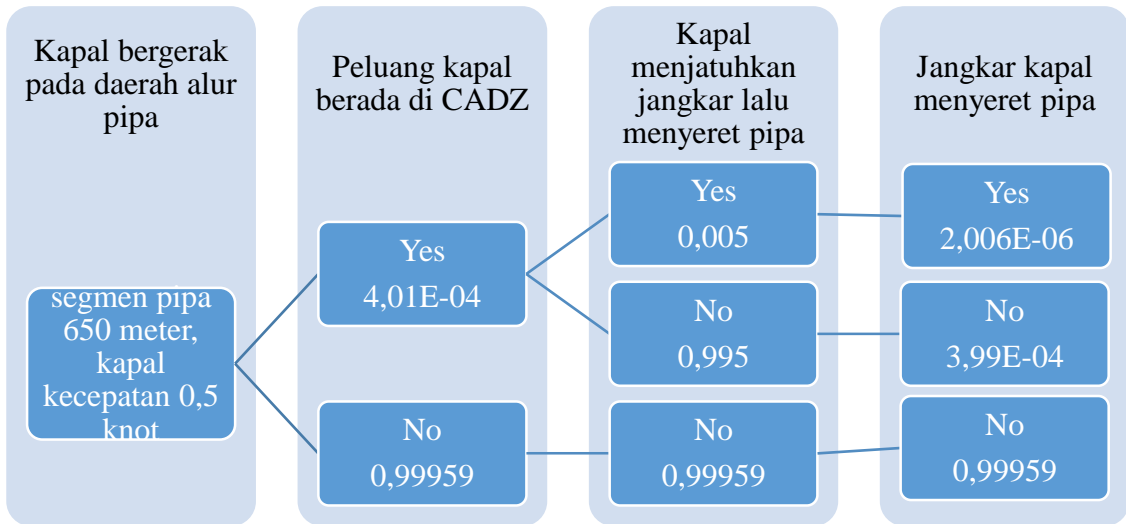 Kapal bergerak
pada daerah alur
pipa
segmen pipa
650 meter,
kapal
kecepatan 0,5
knot
Peluang kapal
berada di CADZ
Yes
4,01E-04
No
0,99959
Kapal
menjatuhkan
jangkar lalu
menyeret pipa
Yes
0,005
No
0,995
No
0,99959
Jangkar kapal
menyeret pipa
Yes
2,006E-06
No
3,99E-04
No
0,99959